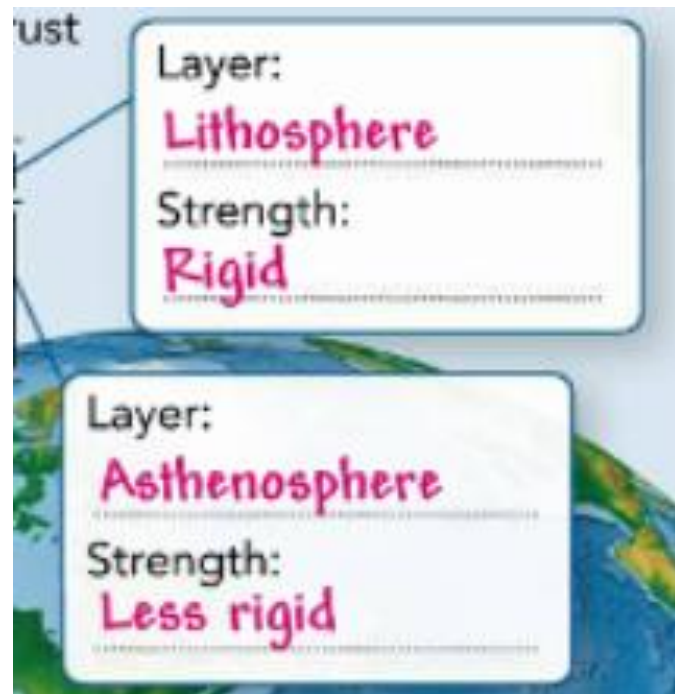 rust
Layer:
Lithosphere
Strength:
Rigid
Layer:
Asthenosphere
Strength:
Less rigid